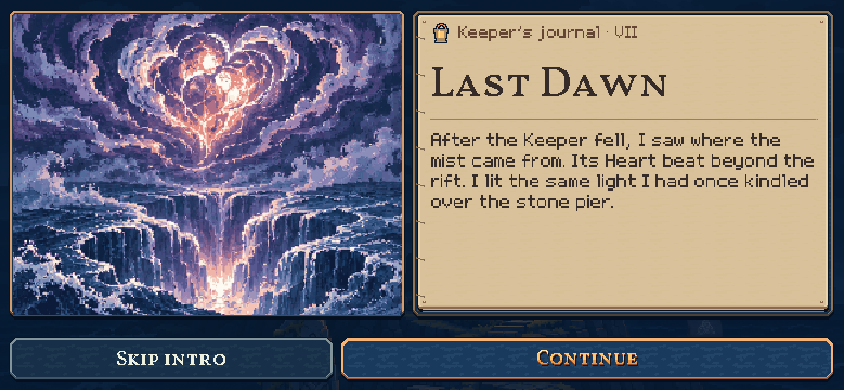 Keeper's journal · VII
Last Dawn
After the Keeper fell, I saw where the
mist came from. Its Heart beat beyond the
rift. I lit the same light I had once kindled
over the stone pier.
Skip intro
Continue